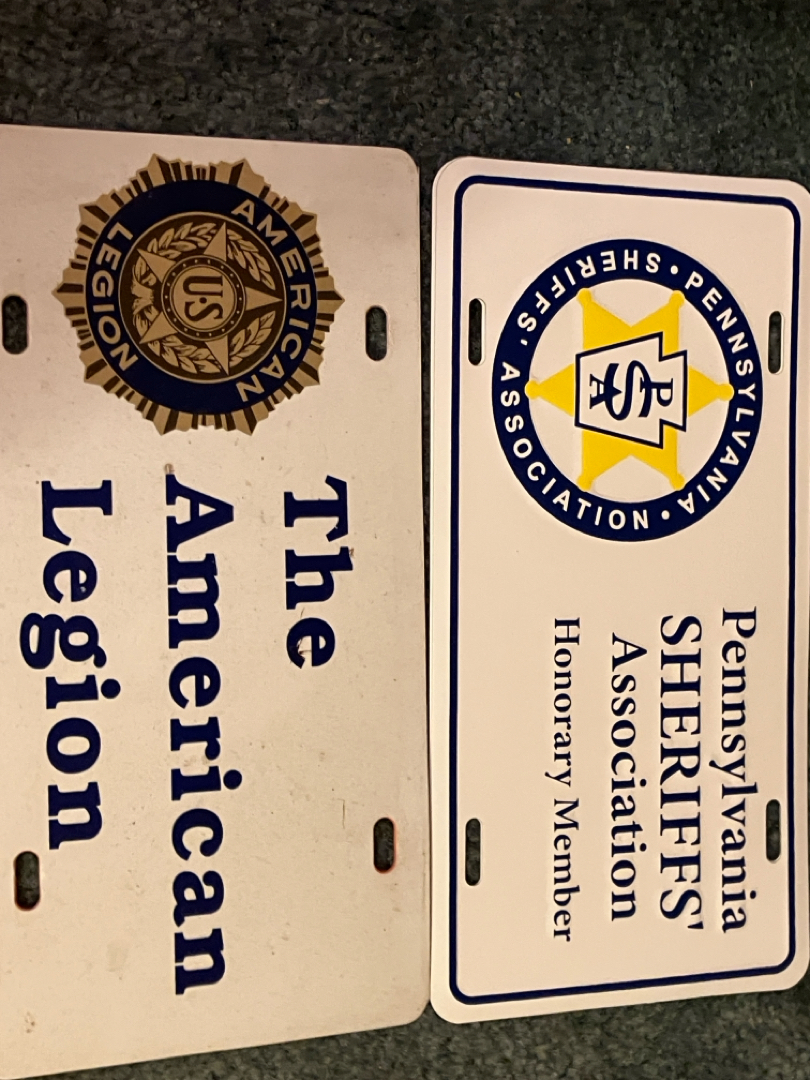 PENNSYLVANIA • SHERIFFS' ASSOCIATION •
PSA
Pennsylvania
SHERIFFS'
Association
Honorary Member
AMERICAN
LEGION
U.S
The
American
Legion